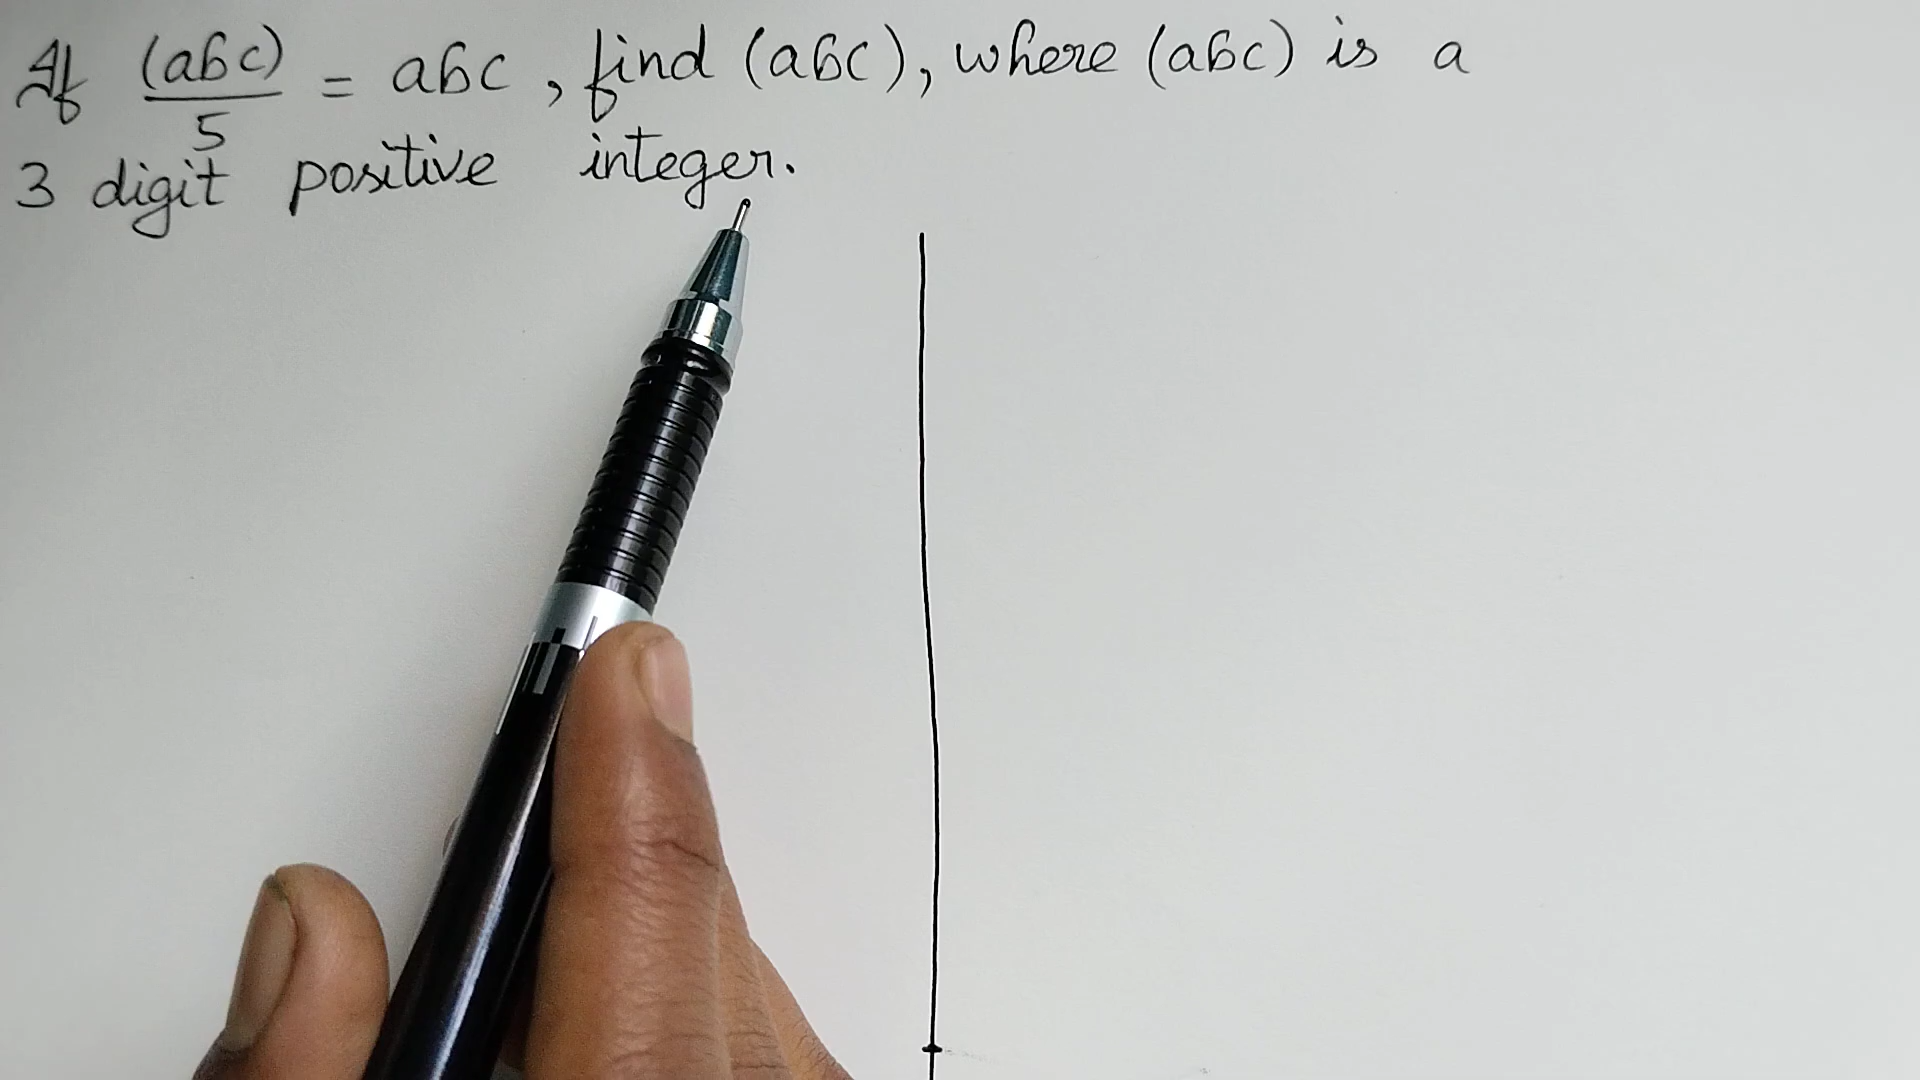 If (abc)/5 = abc, find (abc), where (abc) is a
3 digit positive integer.